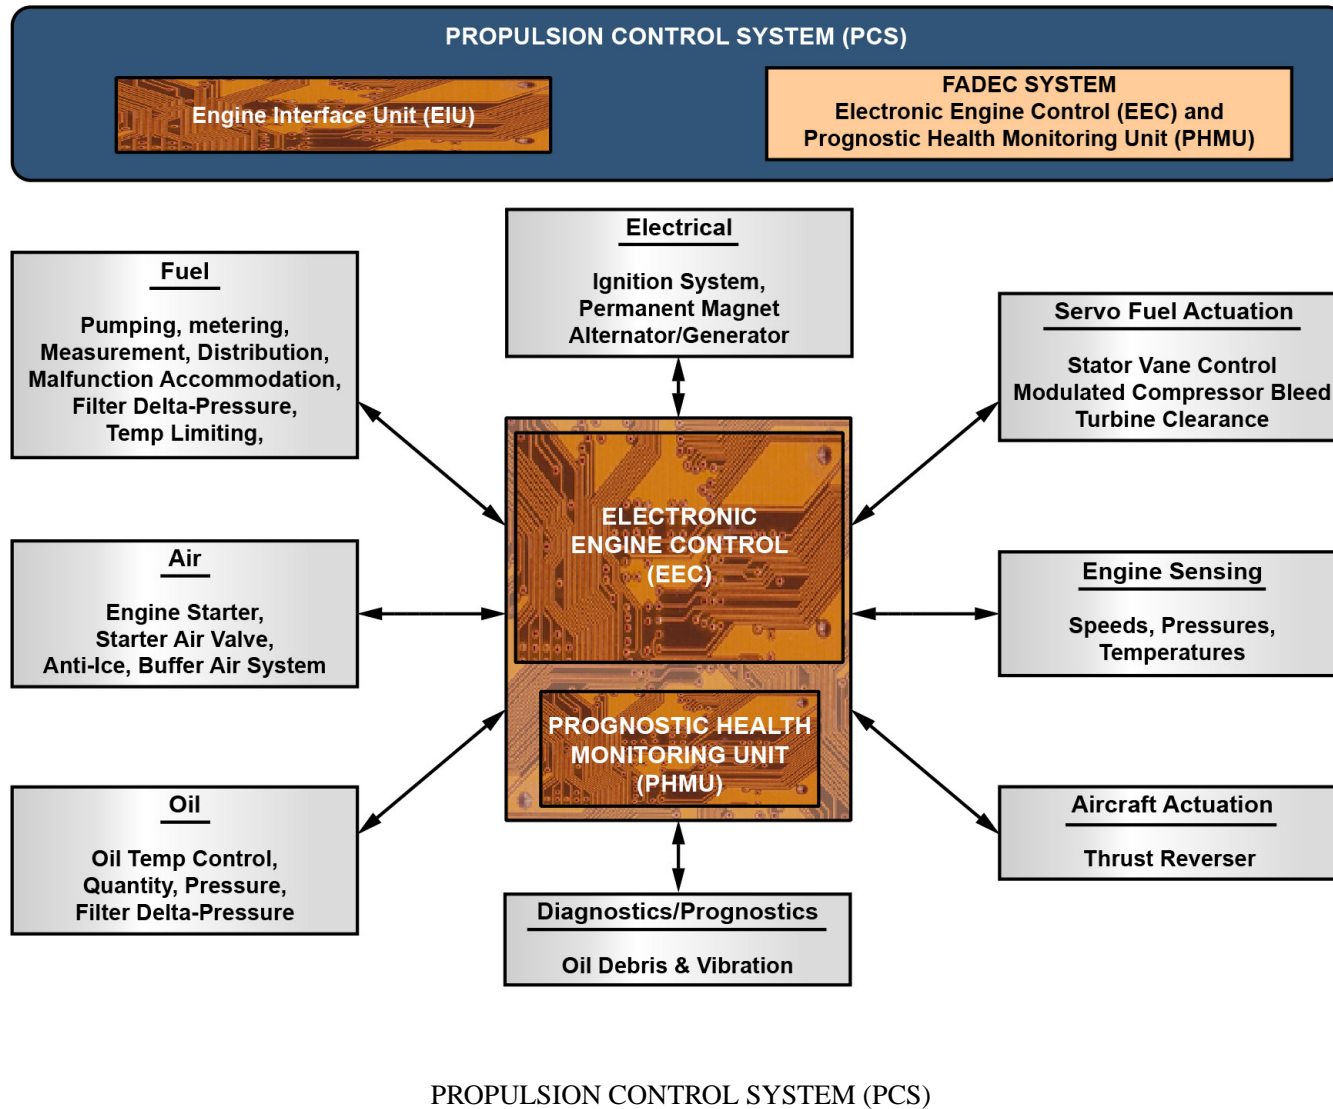 PROPULSION CONTROL SYSTEM (PCS)
Engine Interface Unit (EIU)
FADEC SYSTEM
Electronic Engine Control (EEC) and
Prognostic Health Monitoring Unit (PHMU)
Electrical
Ignition System,
Permanent Magnet
Alternator/Generator
Fuel
Pumping, metering,
Measurement, Distribution,
Malfunction Accommodation,
Filter Delta-Pressure,
Temp Limiting,
Servo Fuel Actuation
Stator Vane Control
Modulated Compressor Bleed
Turbine Clearance
ELECTRONIC
ENGINE CONTROL
(EEC)
Air
Engine Starter,
Starter Air Valve,
Anti-Ice, Buffer Air System
Engine Sensing
Speeds, Pressures,
Temperatures
PROGNOSTIC HEALTH
MONITORING UNIT
(PHMU)
Oil
Oil Temp Control,
Quantity, Pressure,
Filter Delta-Pressure
Aircraft Actuation
Thrust Reverser
Diagnostics/Prognostics
Oil Debris & Vibration
PROPULSION CONTROL SYSTEM (PCS)